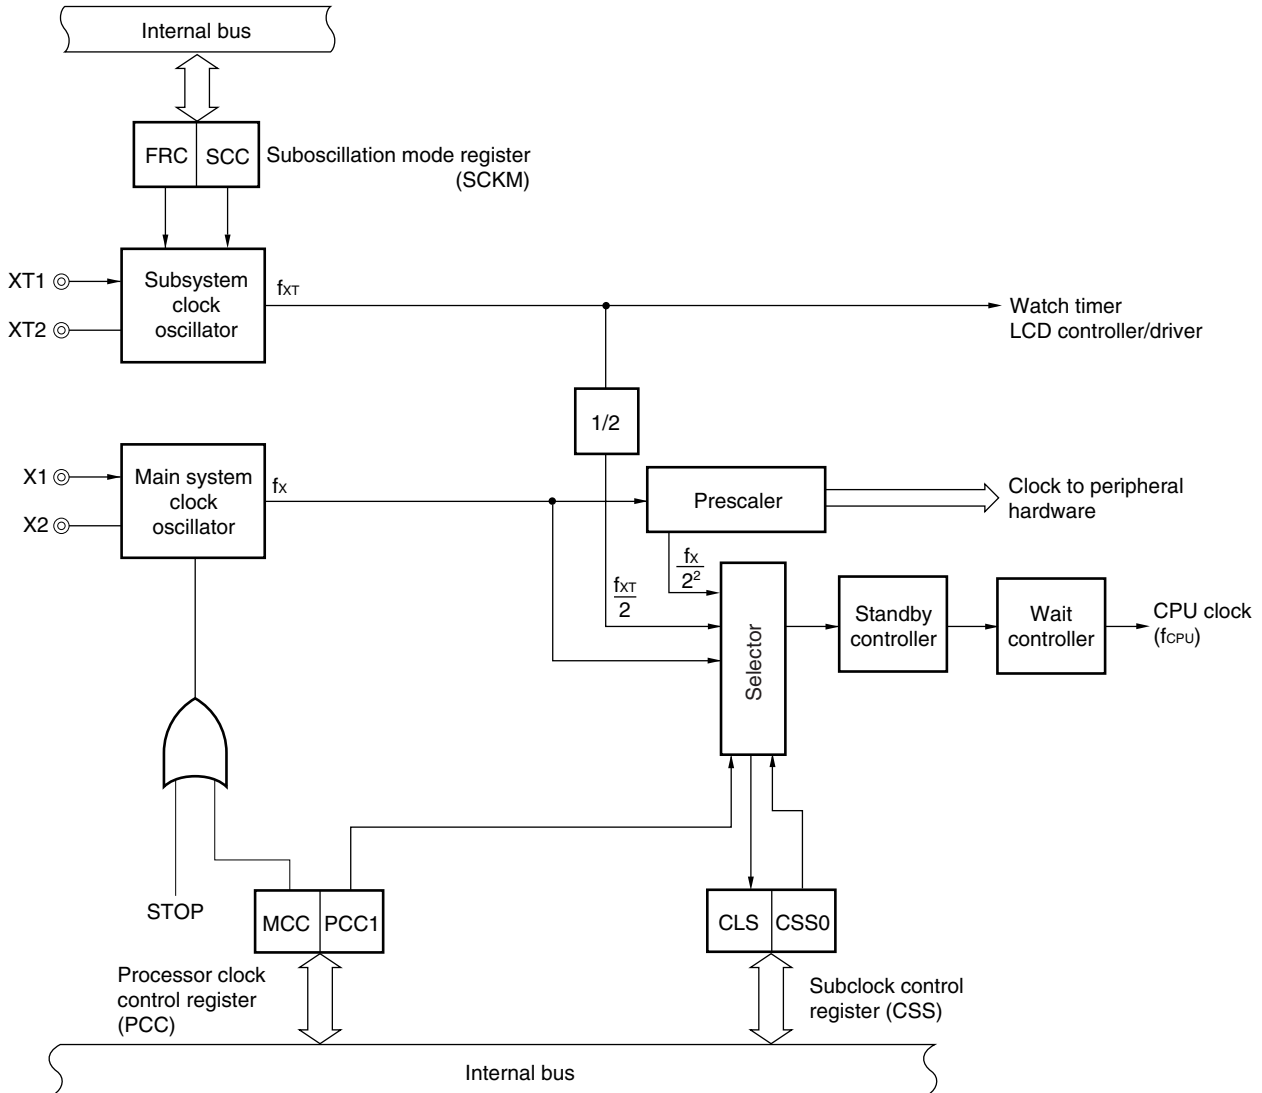 Internal bus
FRC SCC
Suboscillation mode register
(SCKM)
XT1
XT2
Subsystem
clock
oscillator
fXT
Watch timer
LCD controller/driver
1/2
X1
X2
Main system
clock
oscillator
fX
Prescaler
Clock to peripheral
hardware
fX
2²
fXT
2
Selector
Standby
controller
Wait
controller
CPU clock
(fCPU)
STOP
MCC PCC1
CLS CSS0
Processor clock
control register
(PCC)
Subclock control
register (CSS)
Internal bus